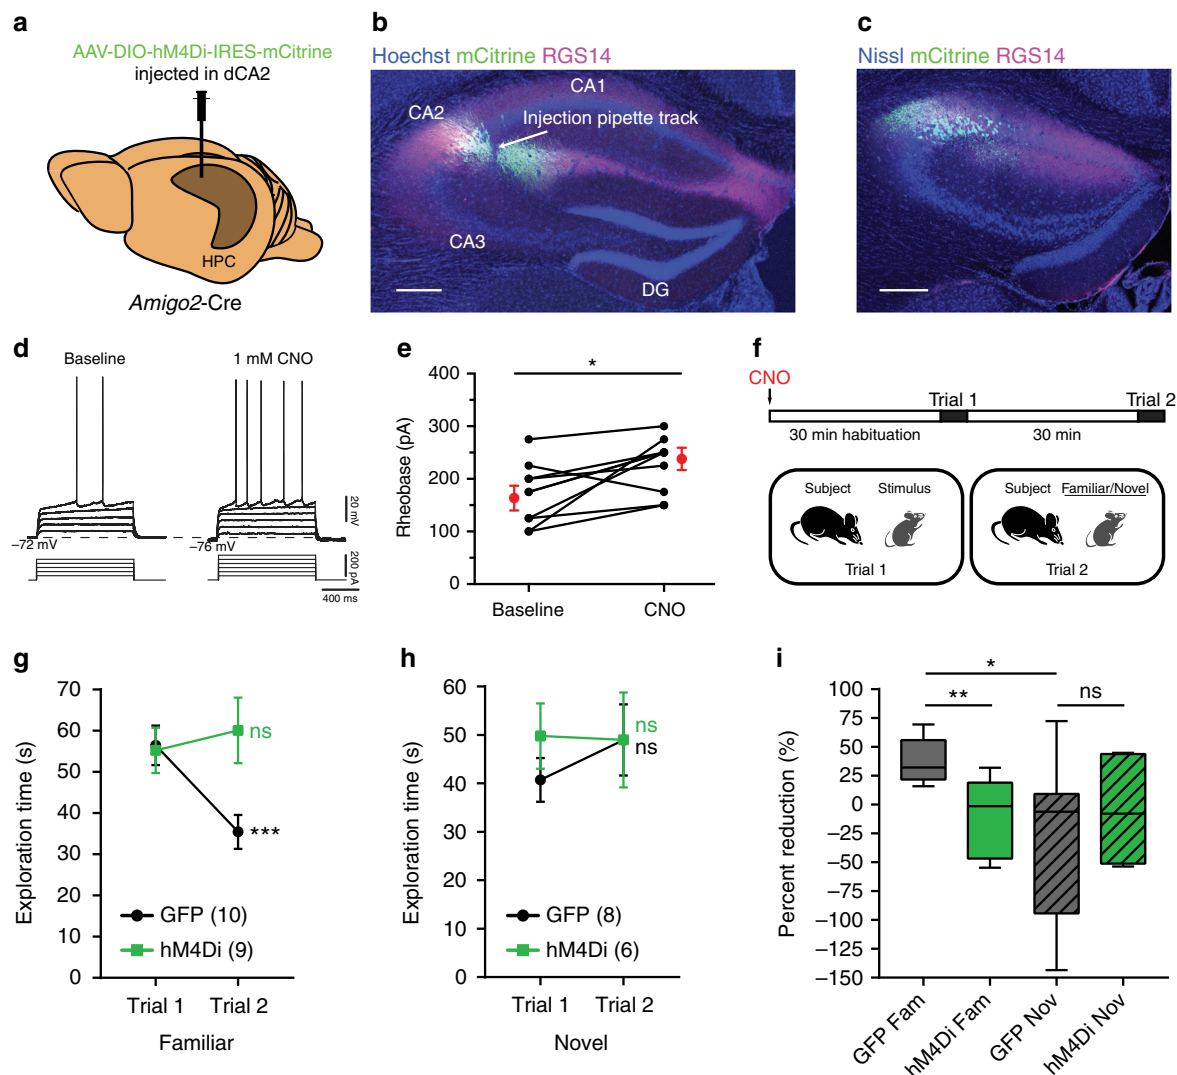 a
AAV-DIO-hM4Di-IRES-mCitrine
injected in dCA2
HPC
Amigo2-Cre
b
Hoechst mCitrine RGS14
CA1
CA2
Injection pipette track
CA3
DG
c
Nissl mCitrine RGS14
d
Baseline
1 mM CNO
20 mV
–72 mV
–76 mV
200 pA
400 ms
e
*
Rheobase (pA)
400
300
200
100
0
Baseline
CNO
f
CNO
Trial 1
Trial 2
30 min habituation
30 min
Subject
Stimulus
Trial 1
Subject
Familiar/Novel
Trial 2
g
Exploration time (s)
70
60
50
40
30
20
10
0
ns
***
GFP (10)
hM4Di (9)
Trial 1
Trial 2
Familiar
h
Exploration time (s)
60
50
40
30
20
10
0
ns
ns
GFP (8)
hM4Di (6)
Trial 1
Trial 2
Novel
i
*
**
ns
Percent reduction (%)
100
75
50
25
0
–25
–50
–75
–100
–125
–150
GFP Fam
hM4Di Fam
GFP Nov
hM4Di Nov